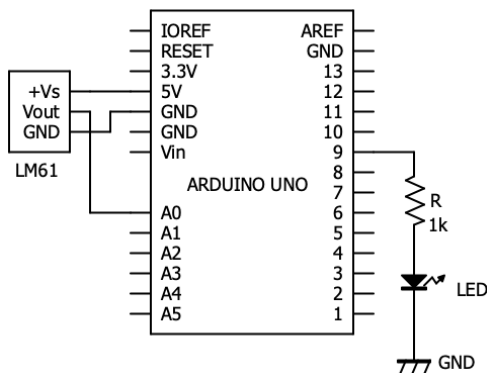 IOREF
RESET
3.3V
5V
GND
GND
Vin
A0
A1
A2
A3
A4
A5
AREF
GND
13
12
11
10
9
8
7
6
5
4
3
2
1
ARDUINO UNO
+Vs
Vout
GND
LM61
R
1k
LED
GND